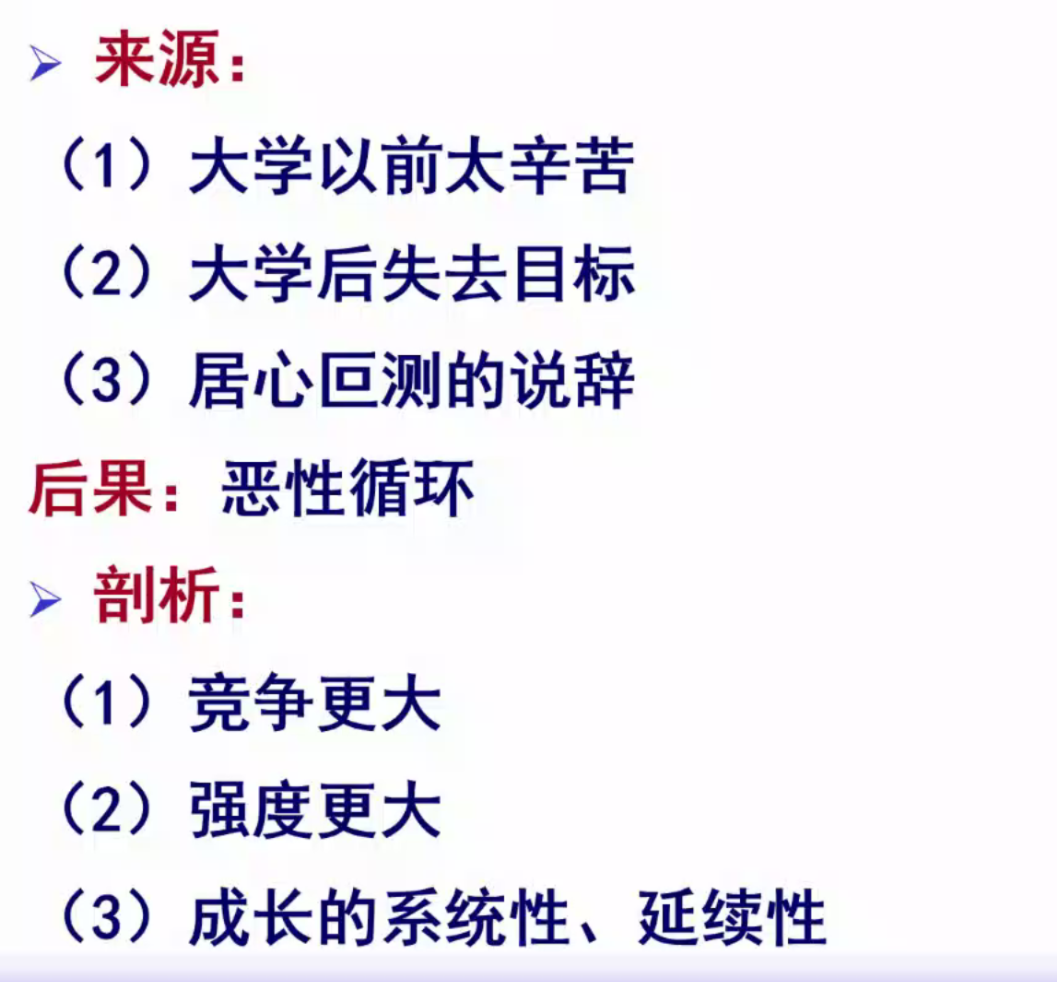 ➢ 来源：
（1）大学以前太辛苦
（2）大学后失去目标
（3）居心叵测的说辞
后果：恶性循环
➢ 剖析：
（1）竞争更大
（2）强度更大
（3）成长的系统性、延续性